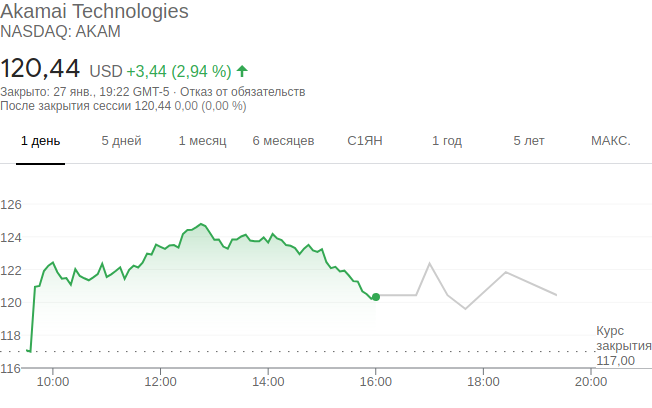 Akamai Technologies
NASDAQ: AKAM
120,44 USD +3,44 (2,94 %)
Закрыто: 27 янв., 19:22 GMT-5 · Отказ от обязательств
После закрытия сессии 120,44 0,00 (0,00 %)
1 день 5 дней 1 месяц 6 месяцев С1ЯН 1 год 5 лет МАКС.
126
124
122
120
118
116
Курс
закрытия
117,00
10:00 12:00 14:00 16:00 18:00 20:00